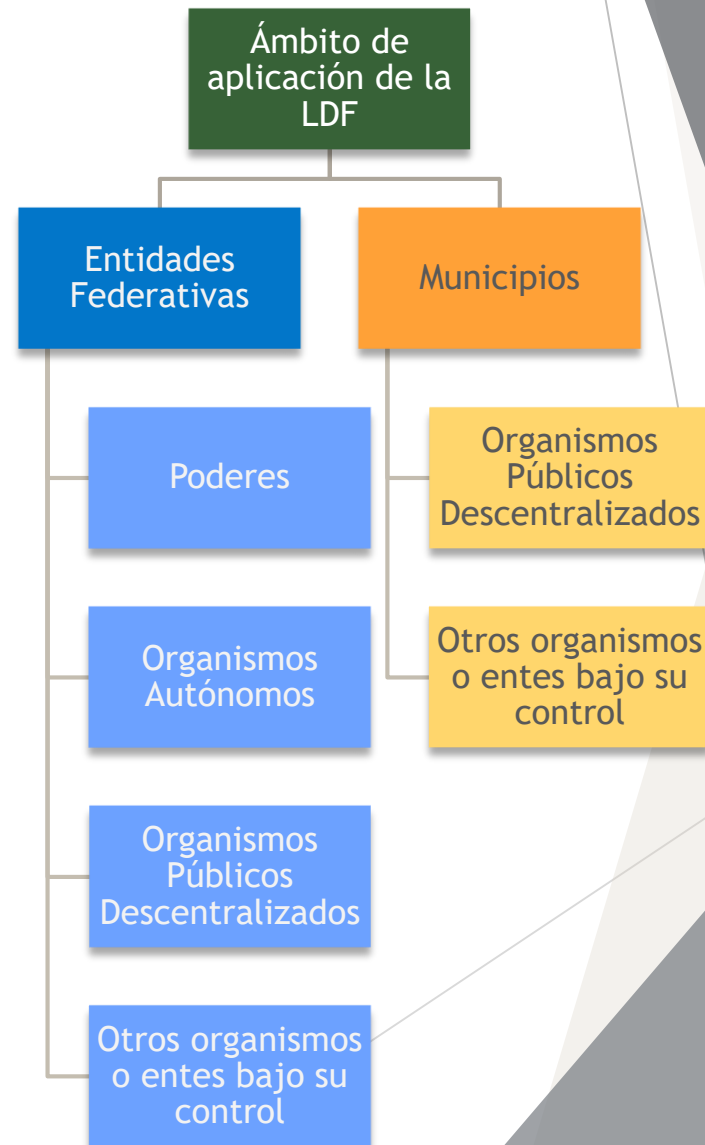 Ámbito de
aplicación de la
LDF
Entidades
Federativas
Municipios
Poderes
Organismos
Autónomos
Organismos
Públicos
Descentralizados
Otros organismos
o entes bajo su
control
Organismos
Públicos
Descentralizados
Otros organismos
o entes bajo su
control